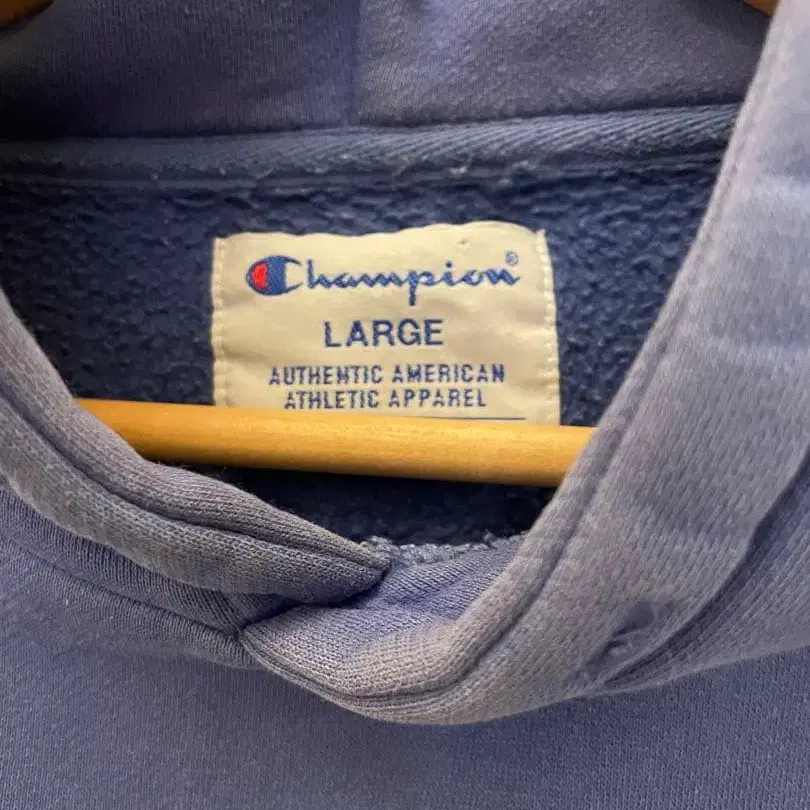 Champion®
LARGE
AUTHENTIC AMERICAN
ATHLETIC APPAREL